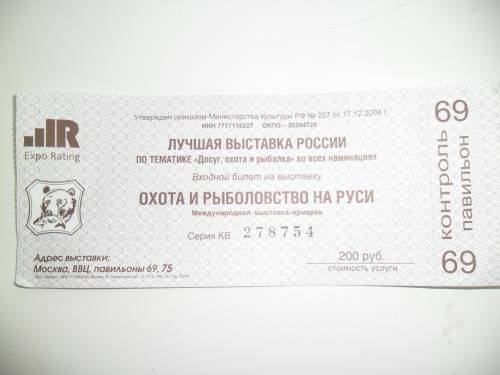 Утвержден приказом Министерства культуры РФ № 257 от 17.12.2008 г.
ИНН 7717116227 ОКПО - 55204729
ЛУЧШАЯ ВЫСТАВКА РОССИИ
ПО ТЕМАТИКЕ «Досуг, охота и рыбалка» во всех наминациях
Входной билет на выставку
ОХОТА И РЫБОЛОВСТВО НА РУСИ
Международная выставка-ярмарка
Серия КВ 278754
200 руб.
стоимость услуги
R
Expo Rating
Адрес выставки:
Москва, ВВЦ, павильоны 69, 75
69
контроль
павильон
69